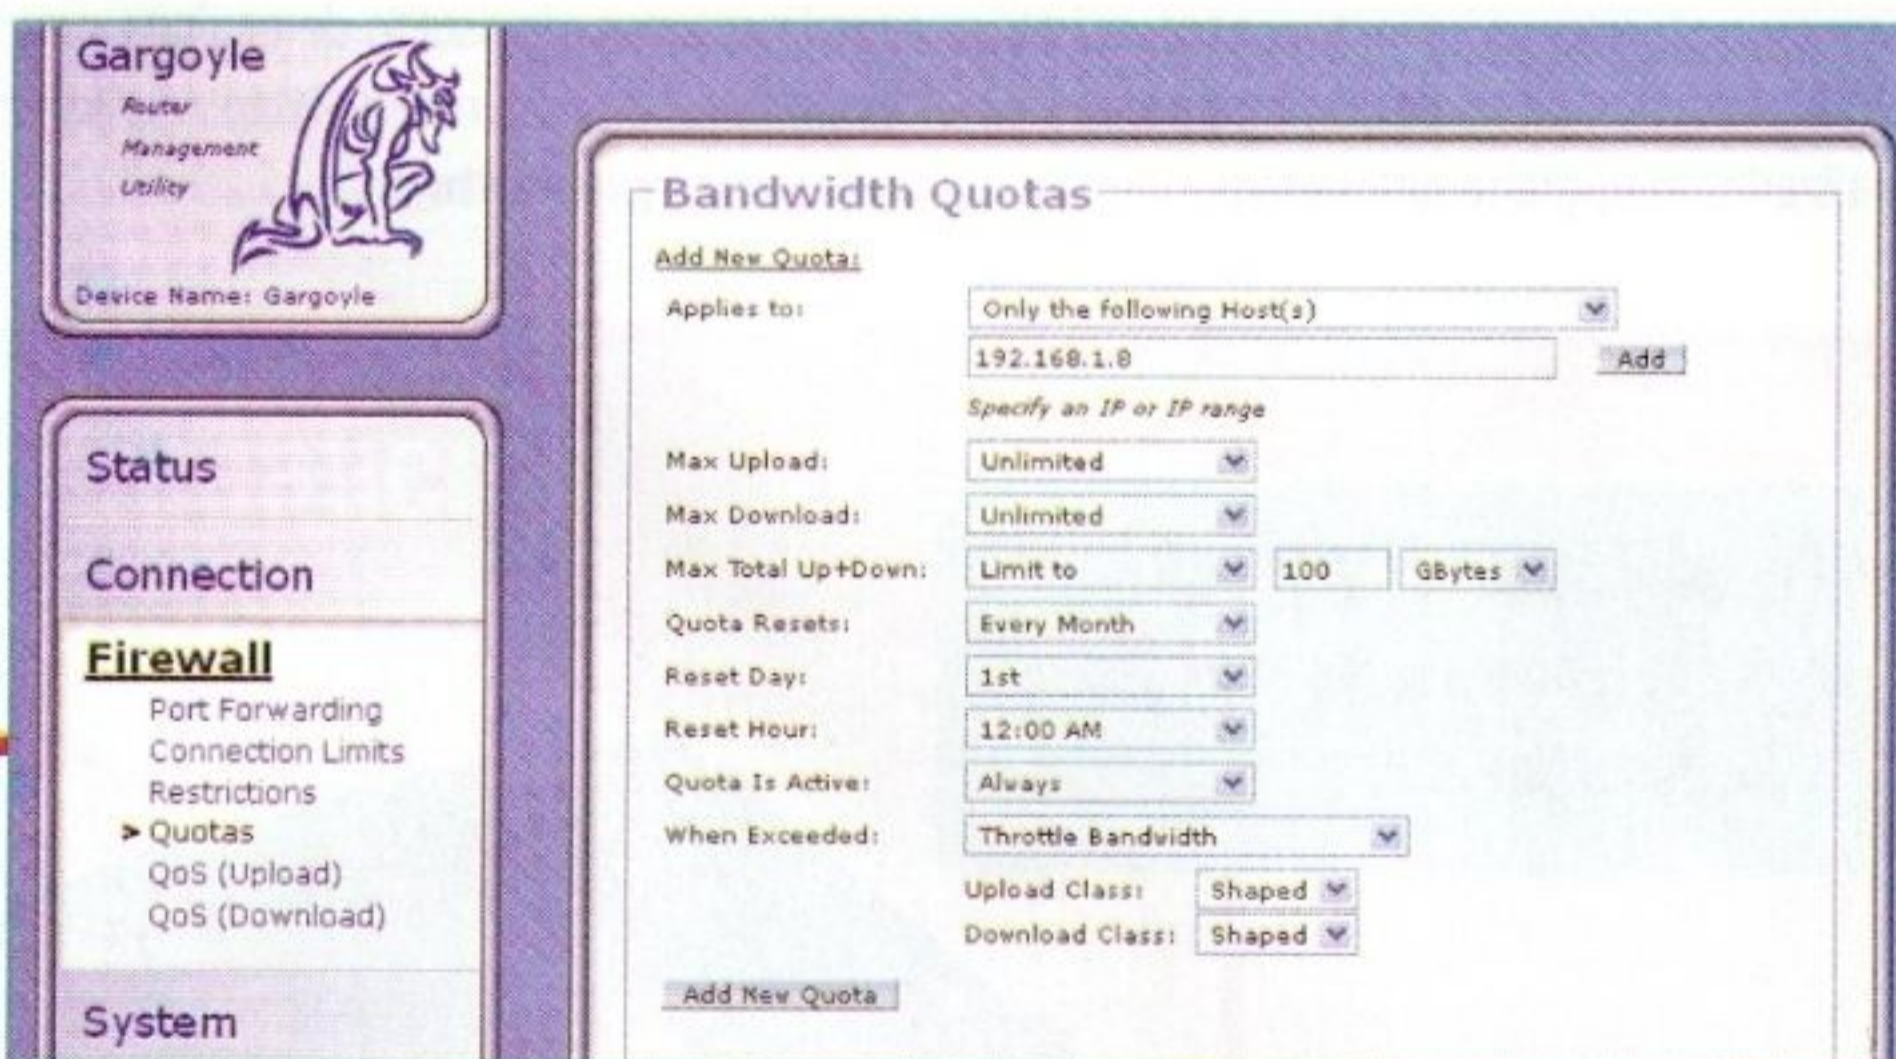 Gargoyle
Router
Management
Utility
Device Name: Gargoyle
Status
Connection
Firewall
Port Forwarding
Connection Limits
Restrictions
> Quotas
QoS (Upload)
QoS (Download)
System
Bandwidth Quotas
Add New Quota:
Applies to: Only the following Host(s)
192.168.1.8 Add
Specify an IP or IP range
Max Upload: Unlimited
Max Download: Unlimited
Max Total Up+Down: Limit to 100 GBytes
Quota Resets: Every Month
Reset Day: 1st
Reset Hour: 12:00 AM
Quota Is Active: Always
When Exceeded: Throttle Bandwidth
Upload Class: Shaped
Download Class: Shaped
Add New Quota